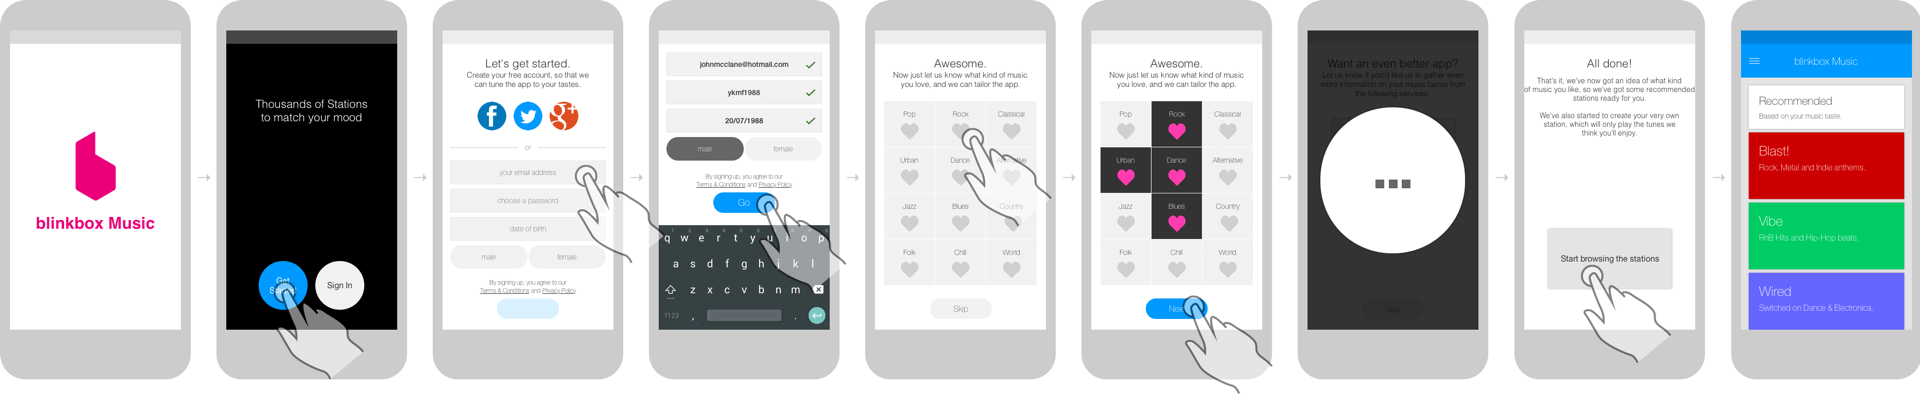 blinkbox Music
Thousands of Stations
to match your mood
Get
Sign In
Let's get started.
Create your free account, so that we
can tune the app to your tastes.
f
g+
or
your email address
choose a password
date of birth
male
female
By signing up, you agree to our
Terms & Conditions and Privacy Policy
johnmcclane@hotmail.com
ykmf1988
20/07/1988
male
female
By signing up, you agree to our
Terms & Conditions and Privacy Policy
Go
q w e r t y u i o p
a s d f g h j k l
z x c v b n m
?123 , .
Awesome.
Now just let us know what kind of music
you love, and we can tailor the app.
Pop
Rock
Classical
Urban
Dance
Alternative
Jazz
Blues
Country
Folk
Chill
World
Skip
Awesome.
Now just let us know what kind of music
you love, and we can tailor the app.
Pop
Rock
Classical
Urban
Dance
Alternative
Jazz
Blues
Country
Folk
Chill
World
Next
Want an even better app?
Let us know if you'd like us to gather even
more information on your music tastes from
the following services.
Skip
All done!
That's it, we've now got an idea of what kind
of music you like, so we've got some recommended
stations ready for you.
We've also started to create your very own
station, which will only play the tunes we
think you'll enjoy.
Start browsing the stations
blinkbox Music
Recommended
Based on your music taste.
Blast!
Rock, Metal and Indie anthems.
Vibe
RnB Hits and Hip-Hop beats.
Wired
Switched on Dance & Electronica.